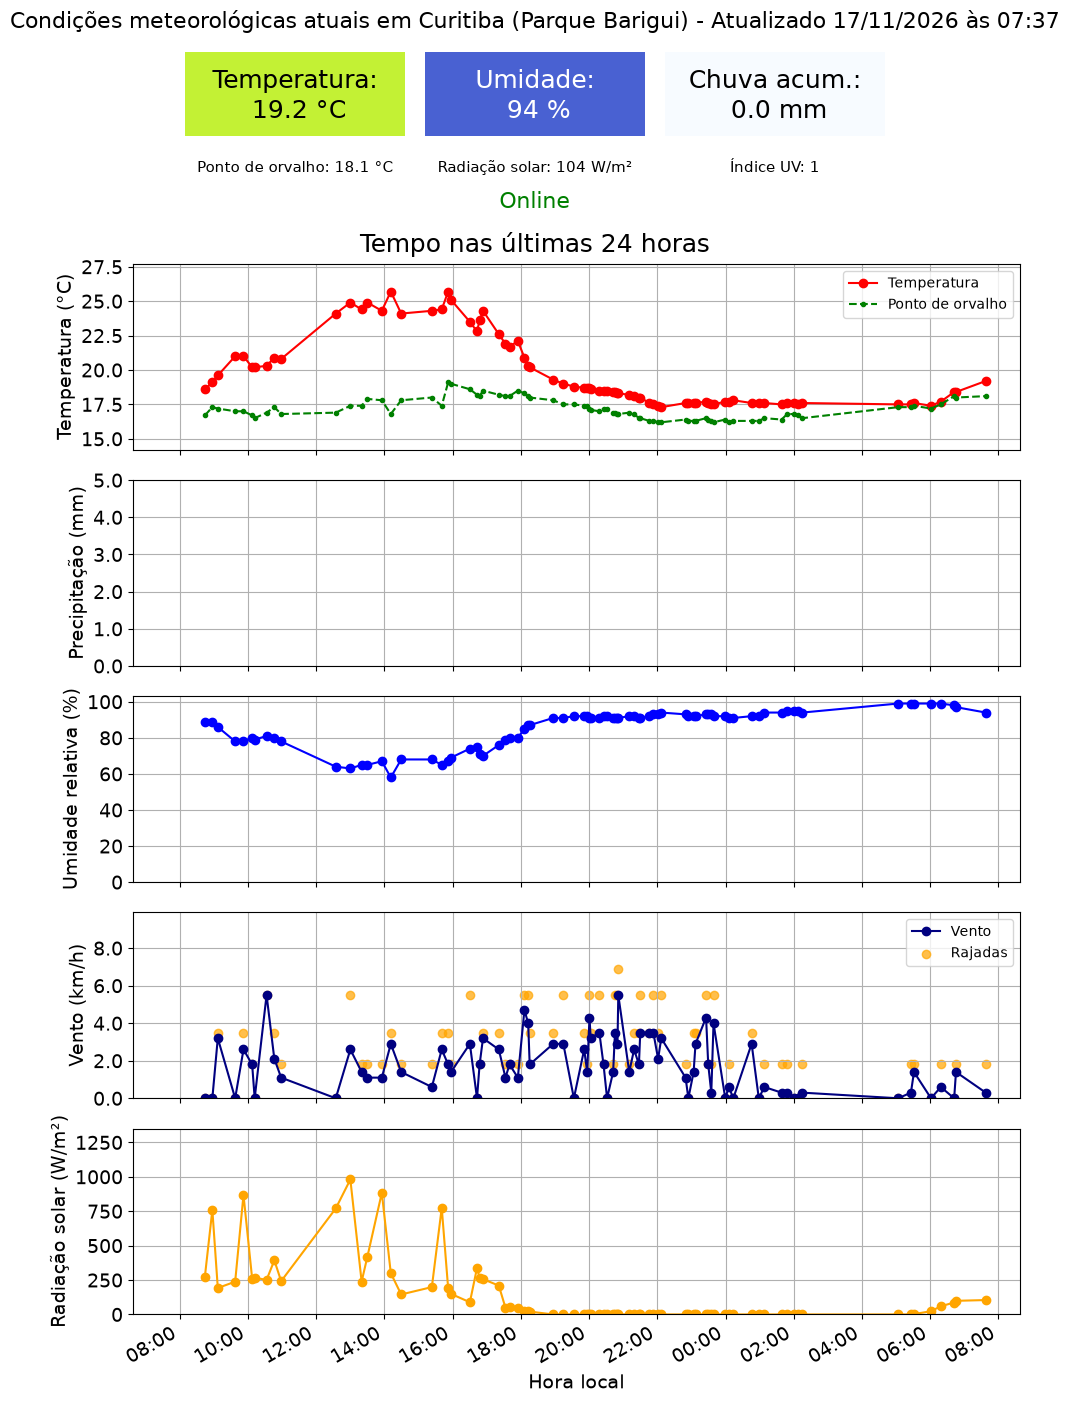 Condições meteorológicas atuais em Curitiba (Parque Barigui) - Atualizado 17/11/2026 às 07:37
Temperatura:
19.2 °C
Umidade:
94 %
Chuva acum.:
0.0 mm
Ponto de orvalho: 18.1 °C
Radiação solar: 104 W/m²
Índice UV: 1
Online
Tempo nas últimas 24 horas
Temperatura (°C)
27.5
25.0
22.5
20.0
17.5
15.0
Temperatura
Ponto de orvalho
Precipitação (mm)
5.0
4.0
3.0
2.0
1.0
0.0
Umidade relativa (%)
100
80
60
40
20
0
Vento (km/h)
8.0
6.0
4.0
2.0
0.0
Vento
Rajadas
Radiação solar (W/m²)
1250
1000
750
500
250
0
08:00
10:00
12:00
14:00
16:00
18:00
20:00
22:00
00:00
02:00
04:00
06:00
08:00
Hora local